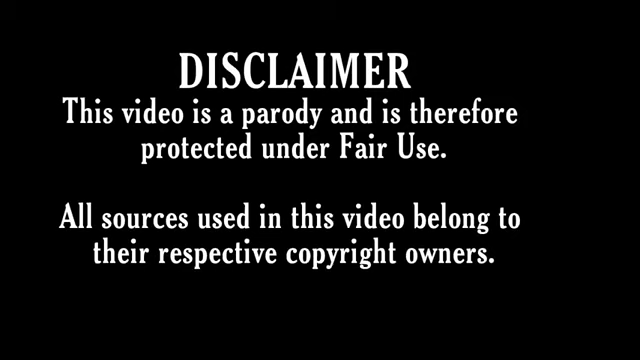 DISCLAIMER
This video is a parody and is therefore
protected under Fair Use.
All sources used in this video belong to
their respective copyright owners.